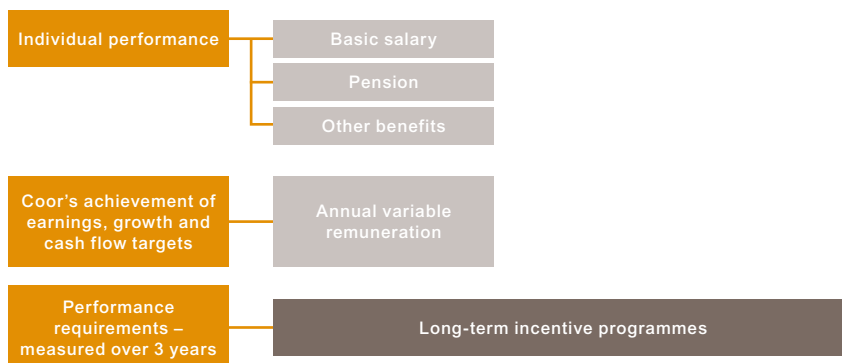 Individual performance
Basic salary
Pension
Other benefits
Coor’s achievement of
earnings, growth and
cash flow targets
Annual variable
remuneration
Performance
requirements –
measured over 3 years
Long-term incentive programmes